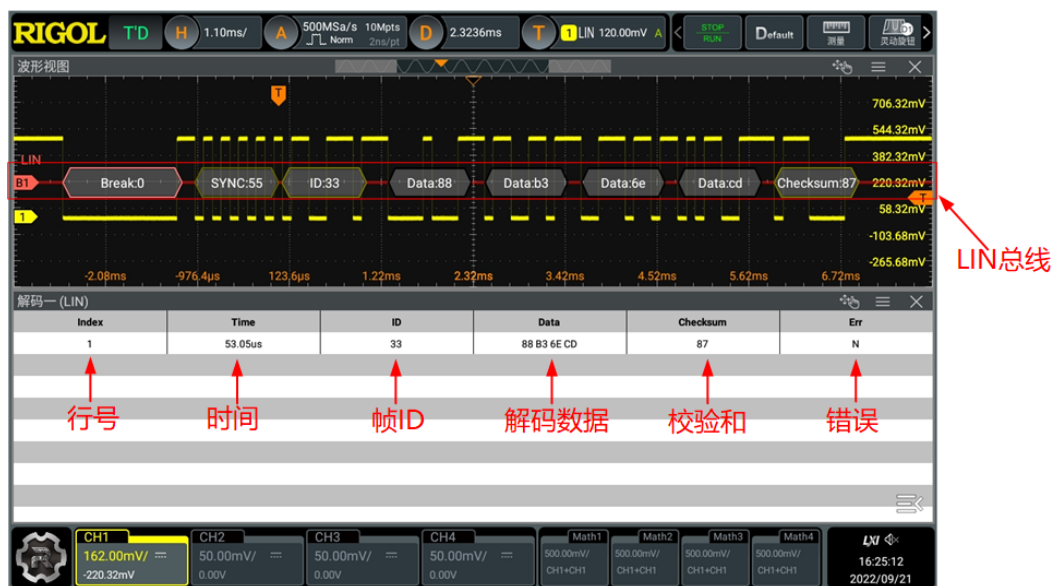 RIGOL T'D H 1.10ms/ A 500MSa/s 10Mpts Norm 2ns/pt D 2.3236ms T 1 LIN 120.00mV A < STOP RUN Default 测量 灵动旋钮 >
波形视图
T
706.32mV
544.32mV
LIN 382.32mV
B1 Break:0 SYNC:55 ID:33 Data:88 Data:b3 Data:6e Data:cd Checksum:87 220.32mV
T
1 58.32mV
-103.68mV
LIN总线
-265.68mV
-2.08ms -976.4μs 123.6μs 1.22ms 2.32ms 3.42ms 4.52ms 5.62ms 6.72ms
解码一 (LIN)
Index Time ID Data Checksum Err
1 53.05us 33 88 B3 6E CD 87 N
行号 时间 帧ID 解码数据 校验和 错误
CH1 CH2 CH3 CH4 Math1 Math2 Math3 Math4 LXI
162.00mV/ 50.00mV/ 50.00mV/ 50.00mV/ 500.00mV/ 500.00mV/ 500.00mV/ 500.00mV/ 16:25:12
-220.32mV 0.00V 0.00V 0.00V CH1+CH1 CH1+CH1 CH1+CH1 CH1+CH1 2022/09/21